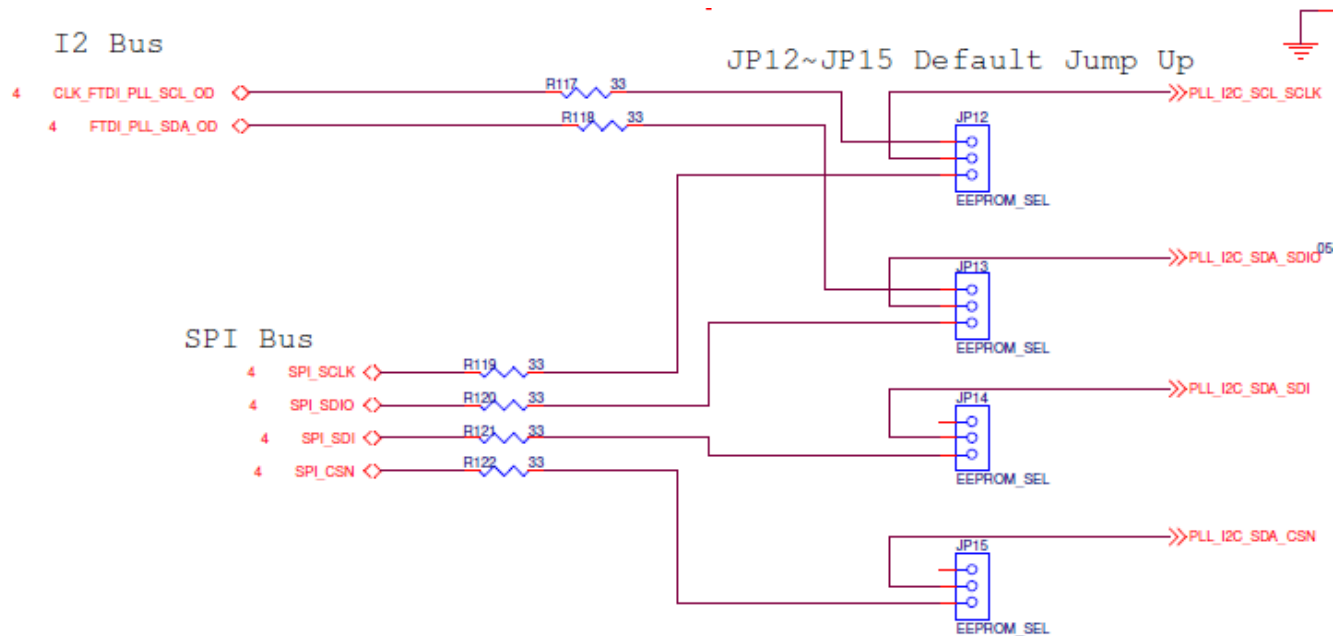 I2 Bus
JP12~JP15 Default Jump Up
4 CLK_FTDI_PLL_SCL_OD R117 33 PLL_I2C_SCL_SCLK
4 FTDI_PLL_SDA_OD R118 33
JP12
EEPROM_SEL
PLL_I2C_SDA_SDIO 05
JP13
EEPROM_SEL
SPI Bus
4 SPI_SCLK R119 33
4 SPI_SDIO R120 33
4 SPI_SDI R121 33
4 SPI_CSN R122 33
PLL_I2C_SDA_SDI
JP14
EEPROM_SEL
PLL_I2C_SDA_CSN
JP15
EEPROM_SEL